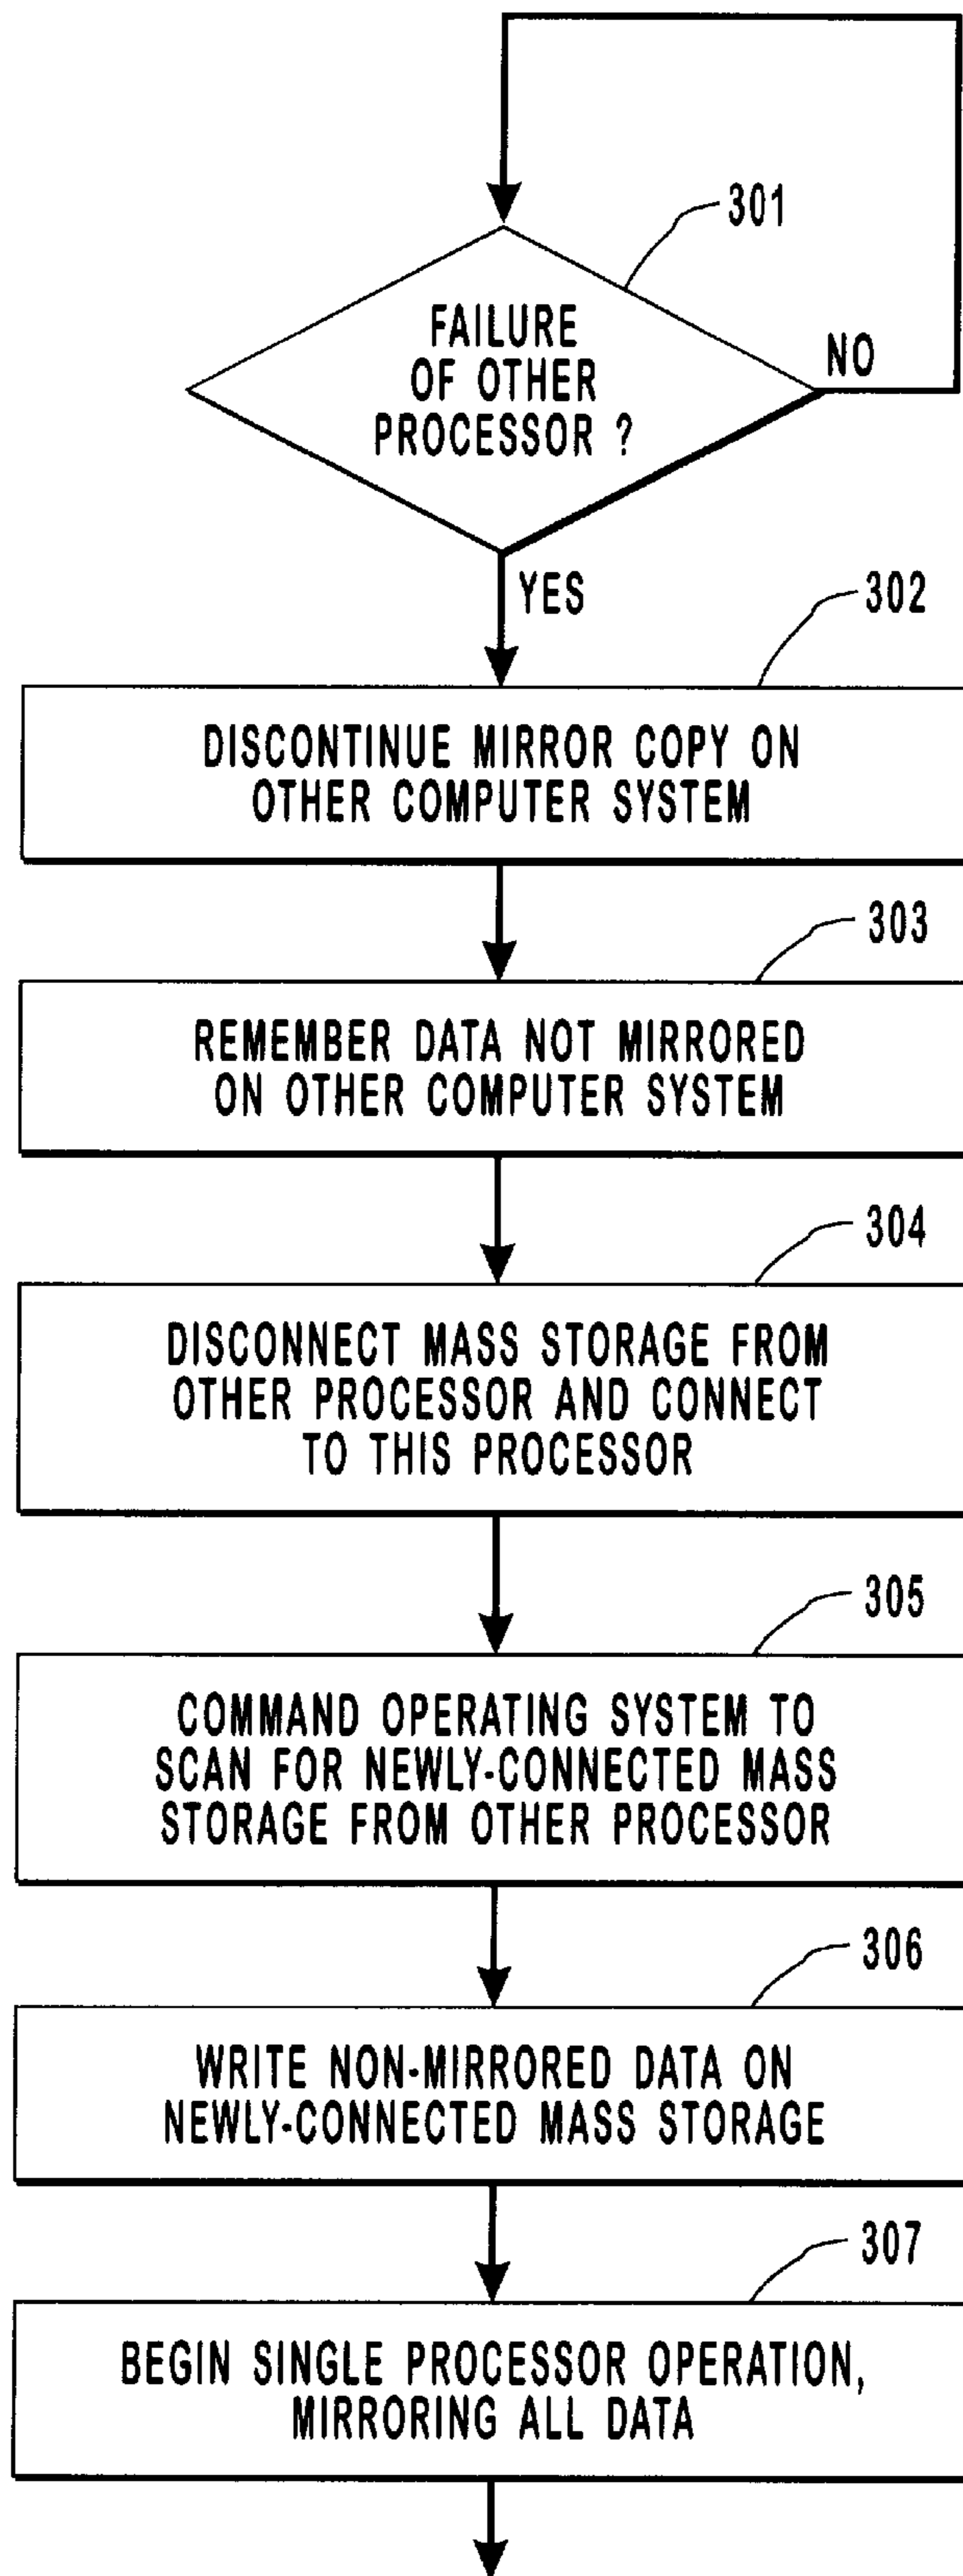 301
FAILURE
OF OTHER
PROCESSOR ?
NO
YES
302
DISCONTINUE MIRROR COPY ON
OTHER COMPUTER SYSTEM
303
REMEMBER DATA NOT MIRRORED
ON OTHER COMPUTER SYSTEM
304
DISCONNECT MASS STORAGE FROM
OTHER PROCESSOR AND CONNECT
TO THIS PROCESSOR
305
COMMAND OPERATING SYSTEM TO
SCAN FOR NEWLY-CONNECTED MASS
STORAGE FROM OTHER PROCESSOR
306
WRITE NON-MIRRORED DATA ON
NEWLY-CONNECTED MASS STORAGE
307
BEGIN SINGLE PROCESSOR OPERATION,
MIRRORING ALL DATA